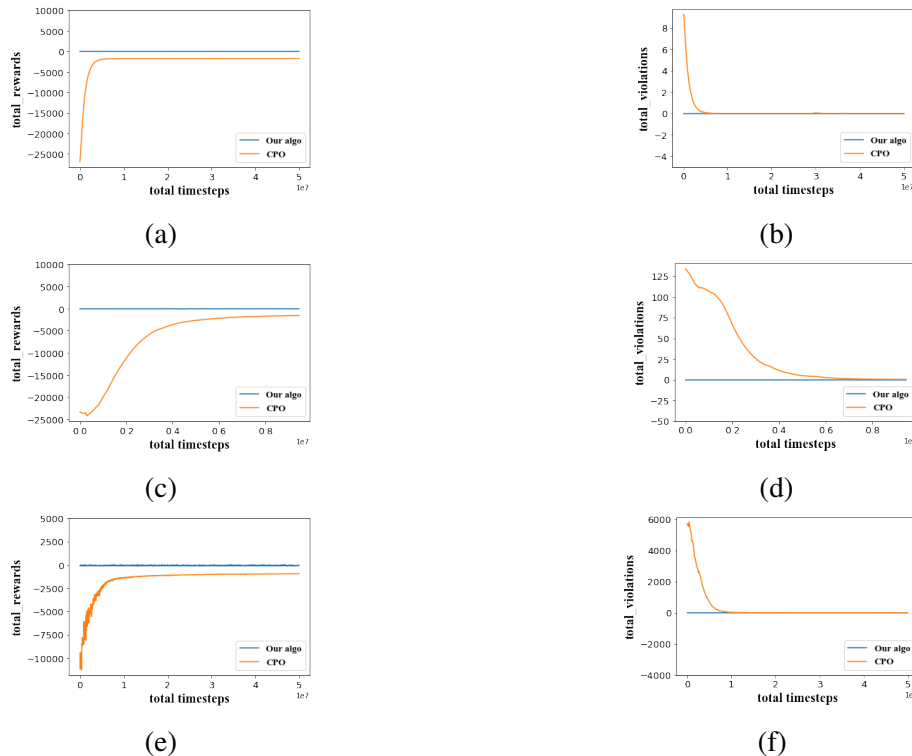 10000
5000
0
−5000
−10000
−15000
−20000
−25000
total_rewards
Our algo
CPO
0 1 2 3 4 5
1e7
total timesteps
(a)
8
6
4
2
0
−2
−4
total_violations
Our algo
CPO
0 1 2 3 4 5
1e7
total timesteps
(b)
10000
5000
0
−5000
−10000
−15000
−20000
−25000
total_rewards
Our algo
CPO
0.0 0.2 0.4 0.6 0.8
1e7
total timesteps
(c)
125
100
75
50
25
0
−25
−50
total_violations
Our algo
CPO
0.0 0.2 0.4 0.6 0.8
total timesteps
(d)
5000
2500
0
−2500
−5000
−7500
−10000
total_rewards
Our algo
CPO
0 1 2 3 4 5
1e7
total timesteps
(e)
6000
4000
2000
0
−2000
−4000
total_violations
Our algo
CPO
0 1 2 3 4 5
total timesteps
(f)